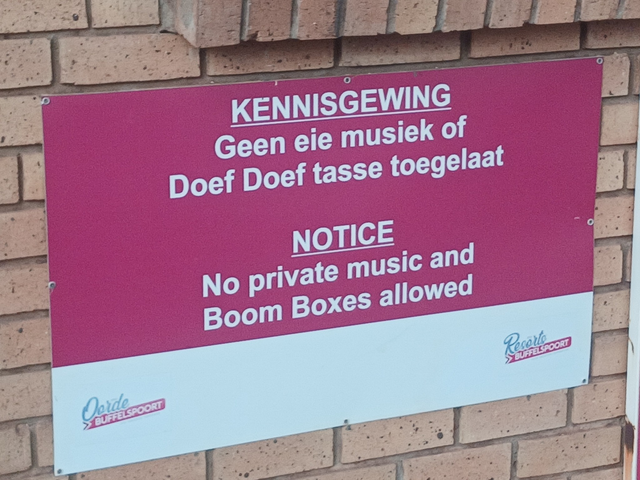 KENNISGEWING
Geen eie musiek of
Doef Doef tasse toegelaat
NOTICE
No private music and
Boom Boxes allowed
Oorde
BUFFELSPOORT
Resorts
BUFFELSPOORT